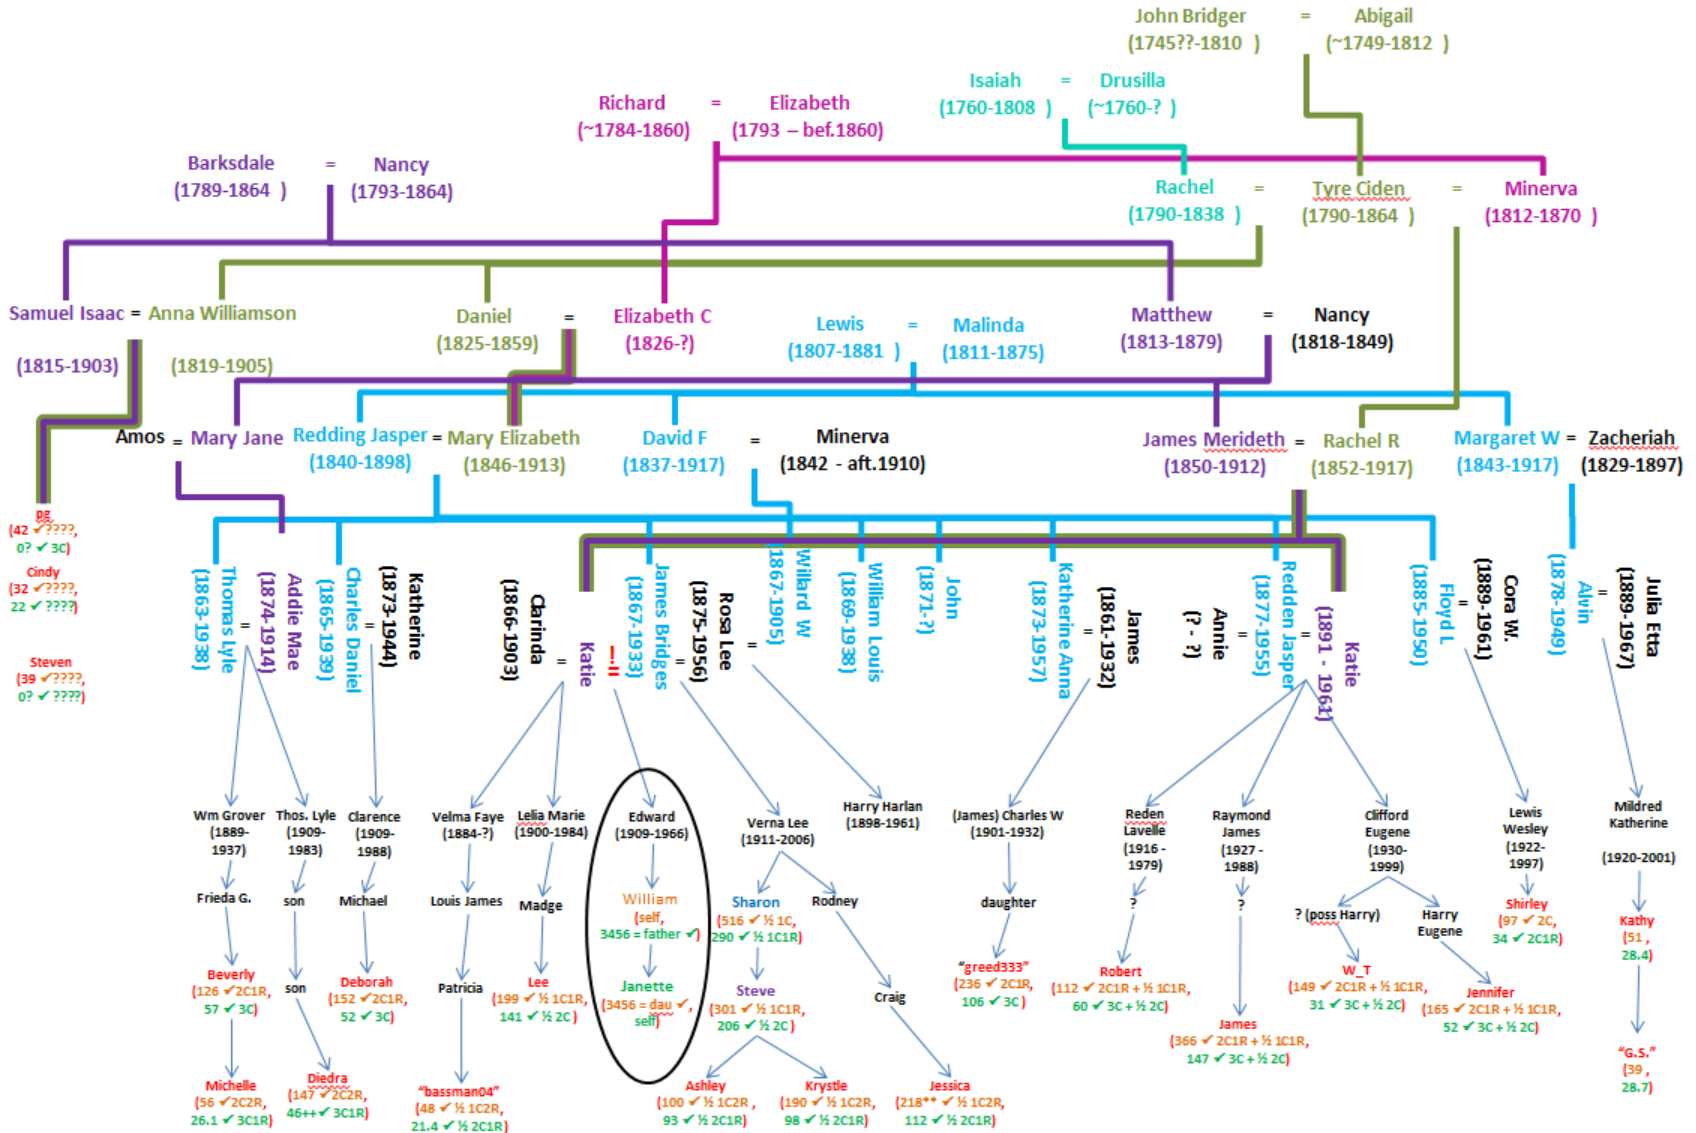 John Bridger = Abigail
(1745??-1810 ) (~1749-1812 )
Isaiah = Drusilla
(1760-1808 ) (~1760-? )
Richard = Elizabeth
(~1784-1860) (1793 – bef.1860)
Barksdale = Nancy
(1789-1864 ) (1793-1864)
Rachel = Tyre Ciden = Minerva
(1790-1838 ) (1790-1864 ) (1812-1870 )
Samuel Isaac = Anna Williamson
(1815-1903) (1819-1905)
Daniel = Elizabeth C
(1825-1859) (1826-?)
Lewis = Malinda
(1807-1881 ) (1811-1875)
Matthew = Nancy
(1813-1879) (1818-1849)
Amos = Mary Jane
Redding Jasper = Mary Elizabeth
(1840-1898) (1846-1913)
David F = Minerva
(1837-1917) (1842 - aft.1910)
James Merideth = Rachel R
(1850-1912) (1852-1917)
Margaret W = Zacheriah
(1843-1917) (1829-1897)
pg
(42 ✓????,
0? ✓ 3C)
Cindy
(32 ✓????,
22 ✓ ????)
Steven
(39 ✓????,
0? ✓ ????)
Thomas Lyle
(1863-1938)
=
Addie Mae
(1874-1914)
Charles Daniel
(1865-1939)
=
Katherine
(1873-1944)
Clarinda
(1866-1903)
=
Katie
!-=
James Bridges
(1867-1933)
=
Rosa Lee
(1875-1956)
=
Willard W
(1867-1905)
William Louis
(1869-1938)
John
(1871-?)
Katherine Anna
(1873-1957)
=
James
(1861-1932)
Annie
(? - ?)
=
Redden Jasper
(1877-1955)
=
Katie
(1891 - 1961)
Floyd L
(1885-1950)
=
Cora W.
(1889-1961)
Alvin
(1878-1949)
=
Julia Etta
(1889-1967)
Wm Grover
(1889-
1937)
Thos. Lyle
(1909-
1983)
Clarence
(1909-
1988)
Velma Faye
(1884-?)
Lelia Marie
(1900-1984)
Edward
(1909-1966)
Verna Lee
(1911-2006)
Harry Harlan
(1898-1961)
(James) Charles W
(1901-1932)
Reden
Lavelle
(1916 -
1979)
Raymond
James
(1927 -
1988)
Clifford
Eugene
(1930-
1999)
Lewis
Wesley
(1922-
1997)
Mildred
Katherine
(1920-2001)
Frieda G.
son
Michael
Louis James
Madge
William
(self,
3456 = father ✓)
Sharon
(516 ✓ ½ 1C,
290 ✓ ½ 1C1R)
Rodney
daughter
?
?
? (poss Harry)
Harry
Eugene
Shirley
(97 ✓ 2C,
34 ✓ 2C1R)
Kathy
(51 ,
28.4)
Beverly
(126 ✓2C1R,
57 ✓ 3C)
son
Deborah
(152 ✓2C1R,
52 ✓ 3C)
Patricia
Lee
(199 ✓ ½ 1C1R,
141 ✓ ½ 2C)
Janette
(3456 = dau ✓,
self)
Steve
(301 ✓ ½ 1C1R,
206 ✓ ½ 2C)
Craig
"greed333"
(236 ✓ 2C1R,
106 ✓ 3C)
Robert
(112 ✓ 2C1R + ½ 1C1R,
60 ✓ 3C + ½ 2C)
James
(366 ✓ 2C1R + ½ 1C1R,
147 ✓ 3C + ½ 2C)
W_T
(149 ✓ 2C1R + ½ 1C1R,
31 ✓ 3C + ½ 2C)
Jennifer
(165 ✓ 2C1R + ½ 1C1R,
52 ✓ 3C + ½ 2C)
Michelle
(56 ✓2C2R,
26.1 ✓ 3C1R)
Diedra
(147 ✓ 2C2R,
46++ ✓ 3C1R)
"bassman04"
(48 ✓ ½ 1C2R,
21.4 ✓ ½ 2C1R)
Ashley
(100 ✓ ½ 1C2R ,
93 ✓ ½ 2C1R)
Krystle
(190 ✓ ½ 1C2R,
98 ✓ ½ 2C1R)
Jessica
(218** ✓ ½ 1C2R,
112 ✓ ½ 2C1R)
"G.S."
(39 ,
28.7)